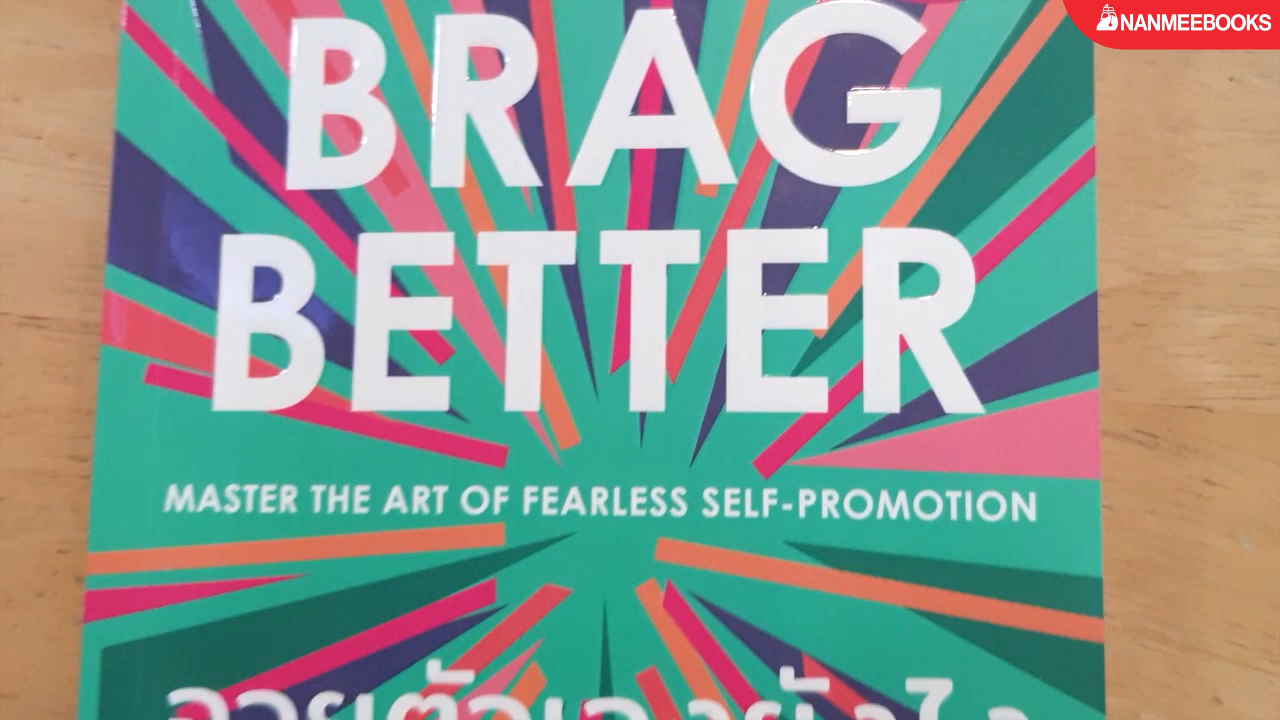 NANMEEBOOKS
BRAG
BETTER
MASTER THE ART OF FEARLESS SELF-PROMOTION